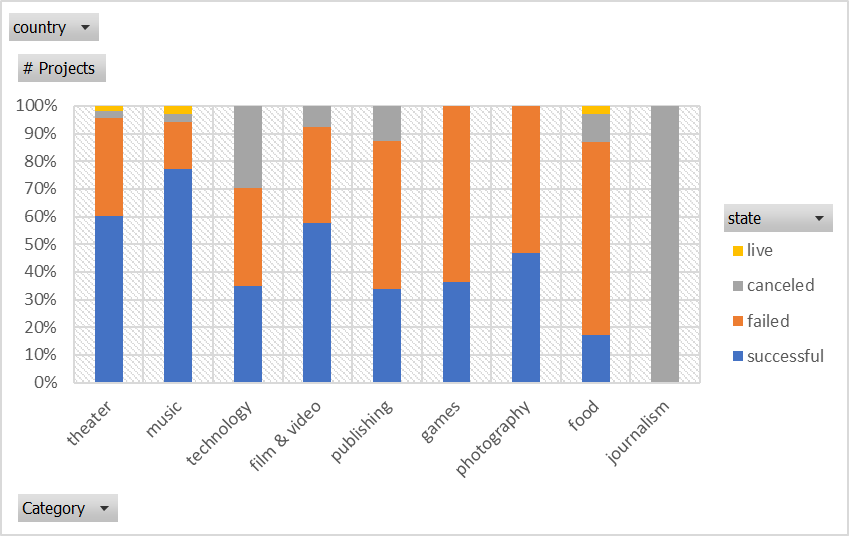 country
# Projects
100%
90%
80%
70%
60%
50%
40%
30%
20%
10%
0%
theater
music
technology
film & video
publishing
games
photography
food
journalism
state
live
canceled
failed
successful
Category